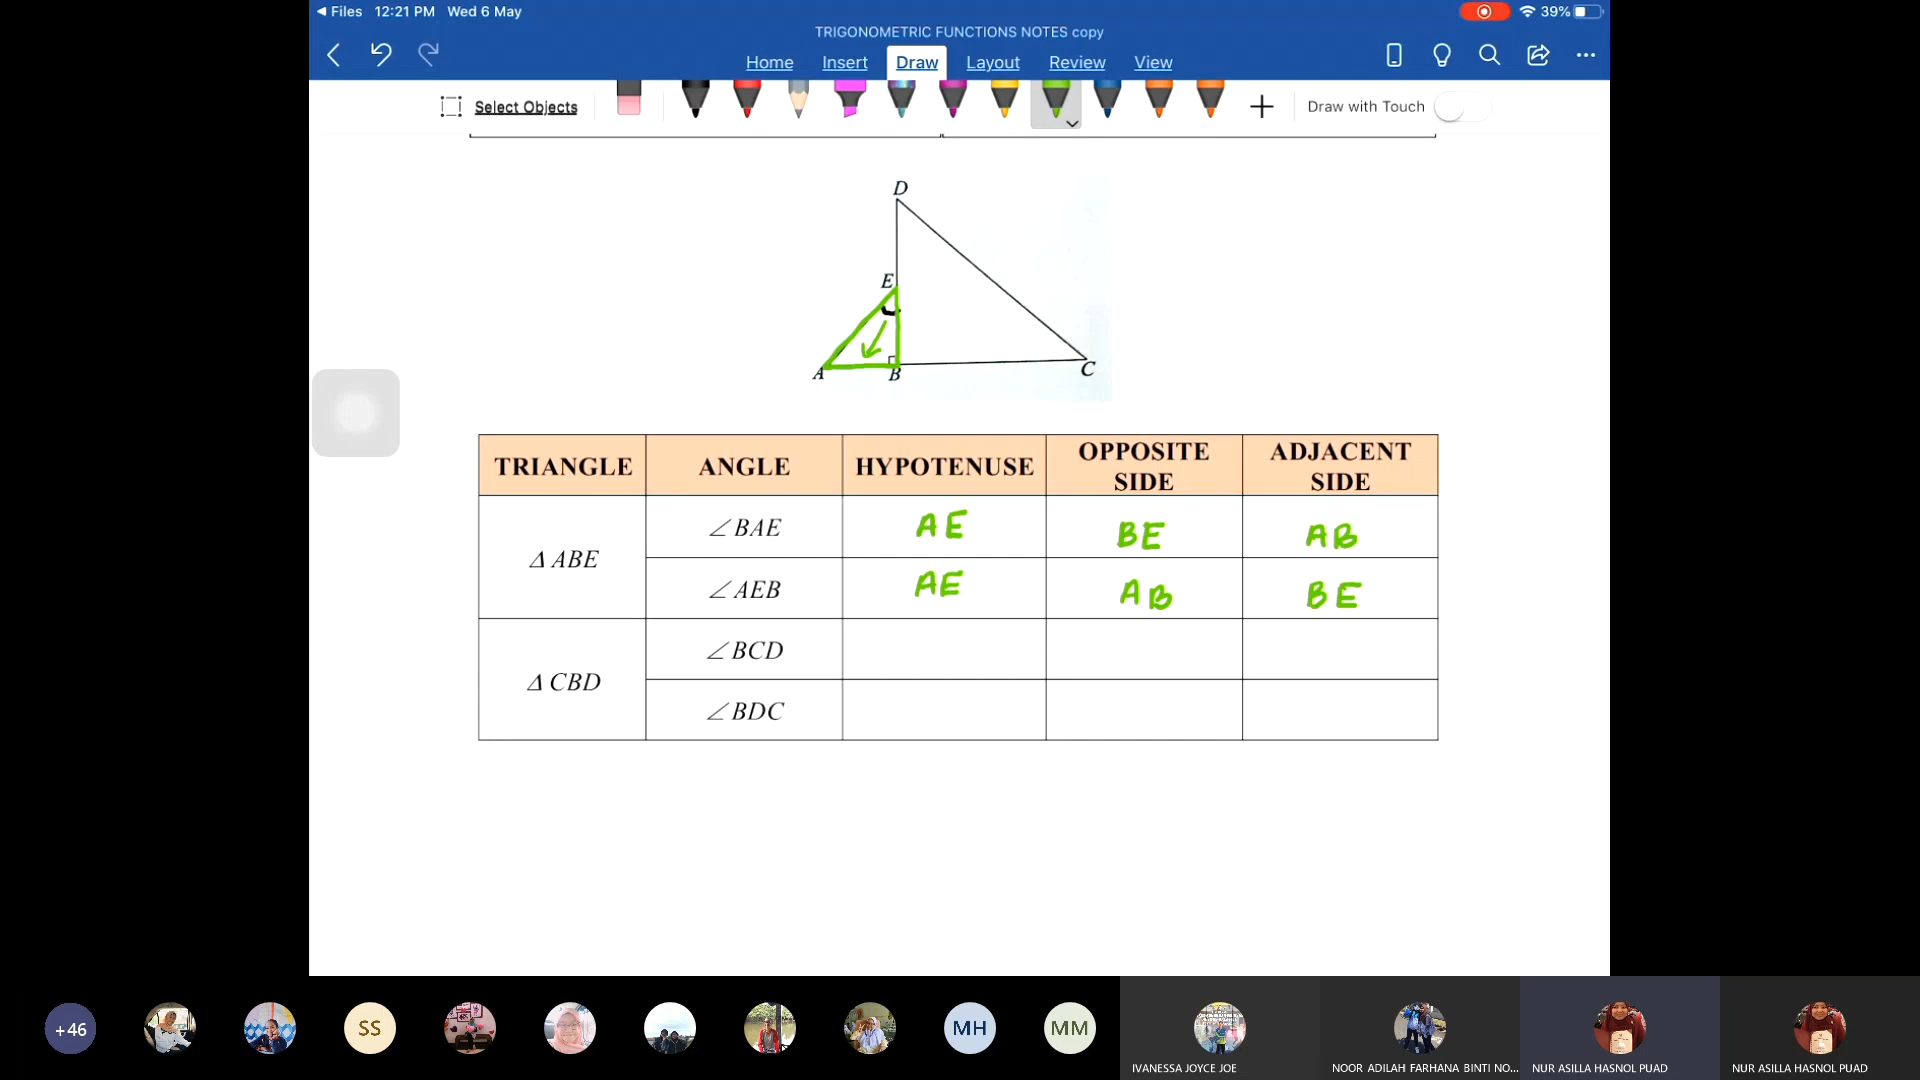 Files 12:21 PM Wed 6 May
39%
TRIGONOMETRIC FUNCTIONS NOTES copy
Home Insert Draw Layout Review View
Select Objects
Draw with Touch
D
E
A B C
TRIANGLE ANGLE HYPOTENUSE OPPOSITE SIDE ADJACENT SIDE
Δ ABE
∠BAE AE BE AB
∠AEB AE AB BE
Δ CBD
∠BCD
∠BDC
+46 SS MH MM
IVANESSA JOYCE JOE NOOR ADILAH FARHANA BINTI NO... NUR ASILLA HASNOL PUAD NUR ASILLA HASNOL PUAD